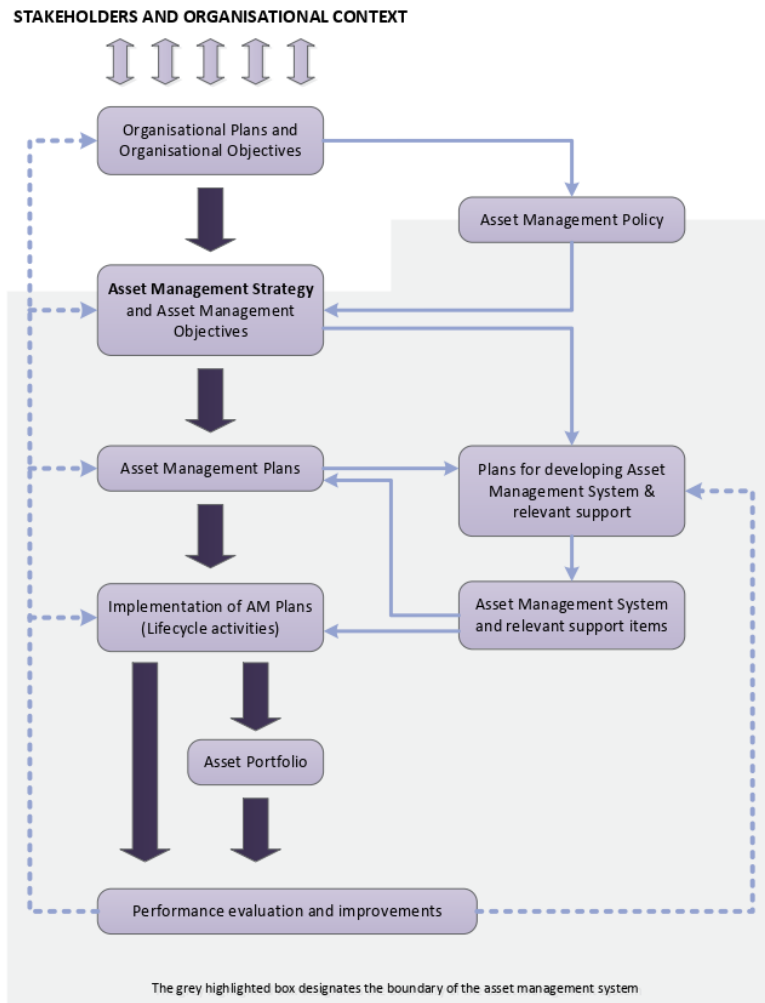 STAKEHOLDERS AND ORGANISATIONAL CONTEXT
Organisational Plans and
Organisational Objectives
Asset Management Policy
Asset Management Strategy
and Asset Management
Objectives
Asset Management Plans
Plans for developing Asset
Management System &
relevant support
Implementation of AM Plans
(Lifecycle activities)
Asset Management System
and relevant support items
Asset Portfolio
Performance evaluation and improvements
The grey highlighted box designates the boundary of the asset management system